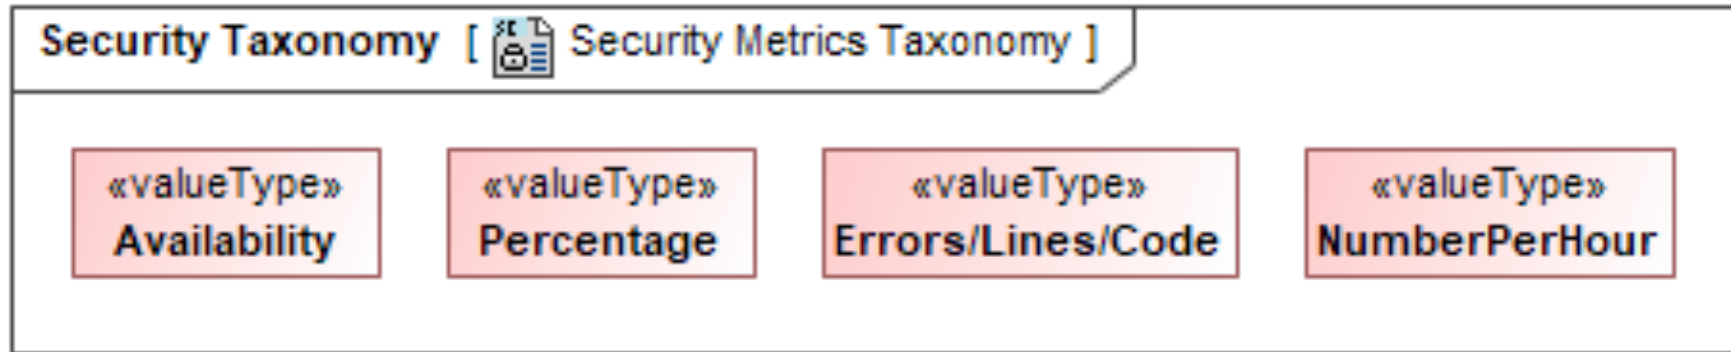 Security Taxonomy [ Security Metrics Taxonomy ]
«valueType» «valueType» «valueType» «valueType»
Availability Percentage Errors/Lines/Code NumberPerHour